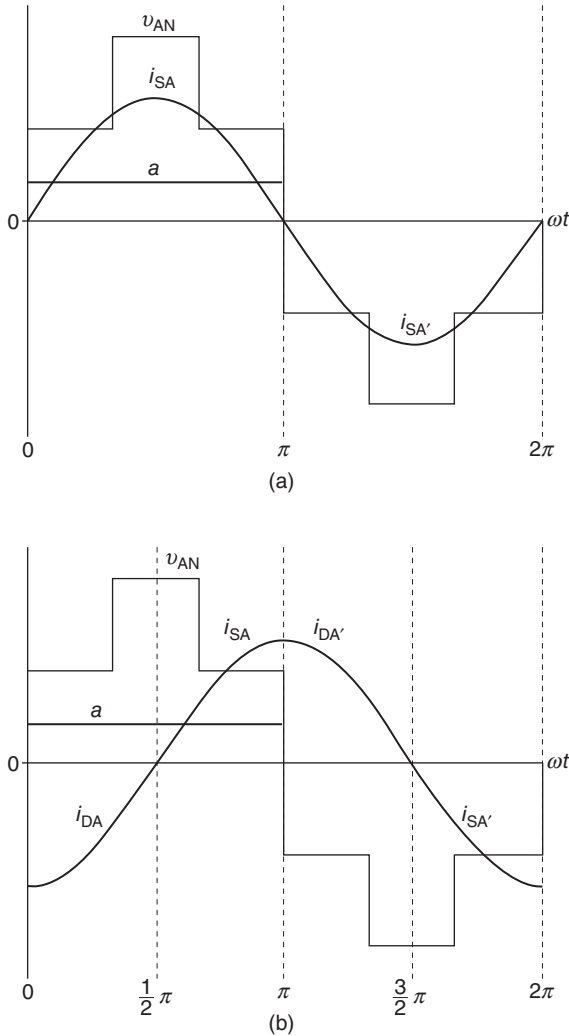 υAN
iSA
a
0
ωt
iSA′
0 π 2π
(a)
υAN
iSA iDA′
a
0
ωt
iDA
iSA′
0 1/2 π π 3/2 π 2π
(b)